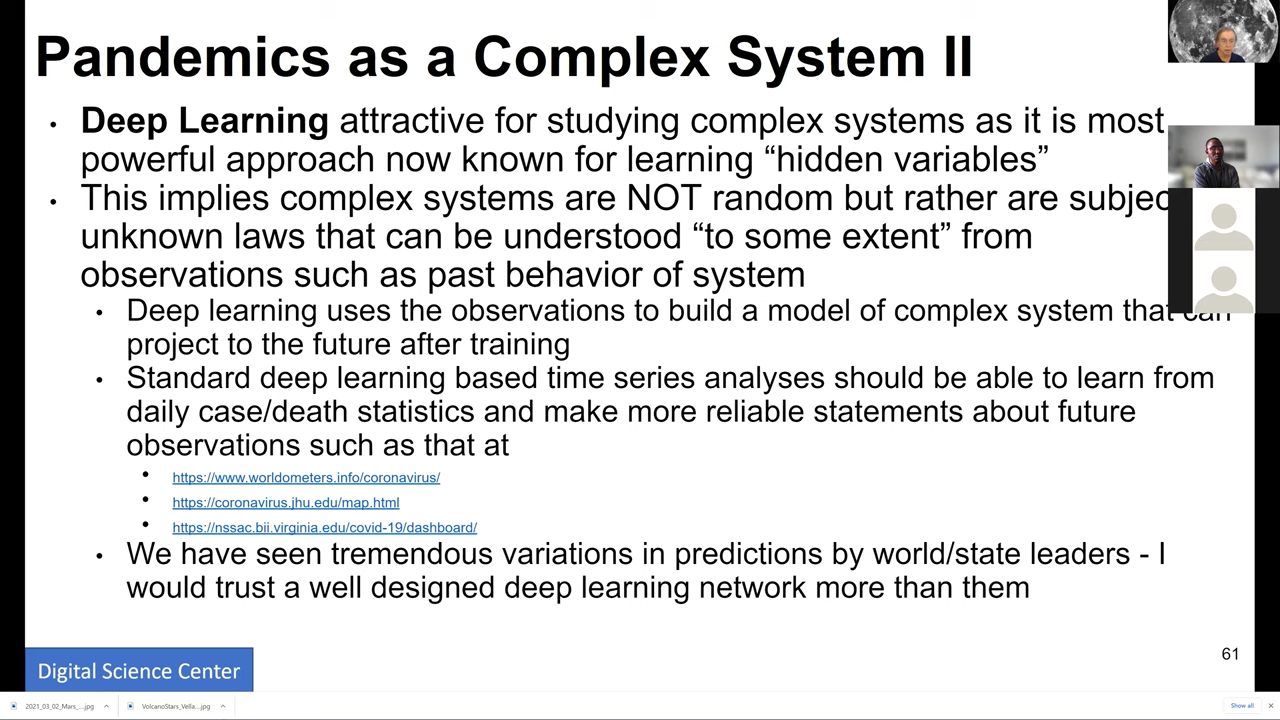 Pandemics as a Complex System II
• Deep Learning attractive for studying complex systems as it is most
powerful approach now known for learning “hidden variables”
• This implies complex systems are NOT random but rather are subjec
unknown laws that can be understood “to some extent” from
observations such as past behavior of system
• Deep learning uses the observations to build a model of complex system that can
project to the future after training
• Standard deep learning based time series analyses should be able to learn from
daily case/death statistics and make more reliable statements about future
observations such as that at
• https://www.worldometers.info/coronavirus/
• https://coronavirus.jhu.edu/map.html
• https://nssac.bii.virginia.edu/covid-19/dashboard/
• We have seen tremendous variations in predictions by world/state leaders - I
would trust a well designed deep learning network more than them
61
Digital Science Center
2021_03_02_Mars_....jpg
VolcanoStars_Vella....jpg
Show all